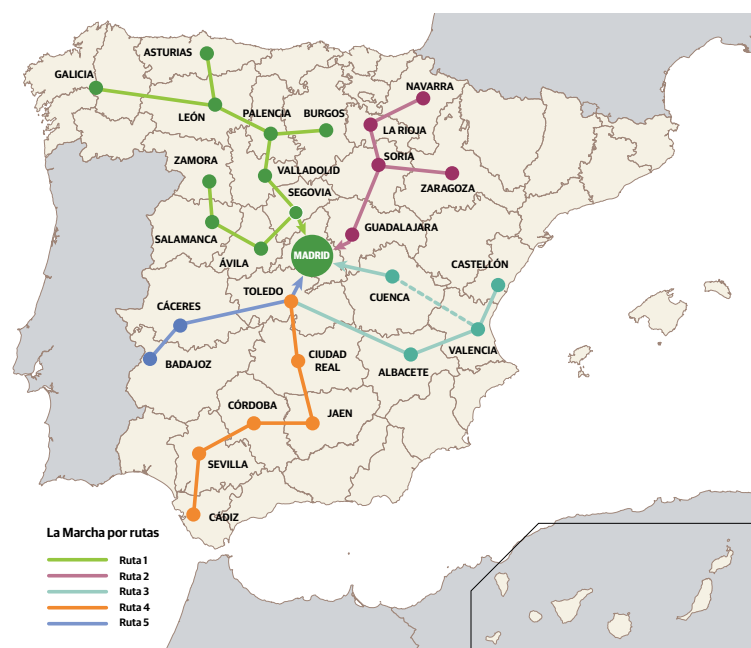 ASTURIAS
GALICIA
NAVARRA
PALENCIA
BURGOS
LEÓN
LA RIOJA
SORIA
ZAMORA
VALLADOLID
ZARAGOZA
SEGOVIA
GUADALAJARA
SALAMANCA
MADRID
ÁVILA
CASTELLÓN
TOLEDO
CUENCA
CÁCERES
VALENCIA
CIUDAD
REAL
BADAJOZ
ALBACETE
CÓRDOBA
JAEN
SEVILLA
CÁDIZ
La Marcha por rutas
Ruta 1
Ruta 2
Ruta 3
Ruta 4
Ruta 5